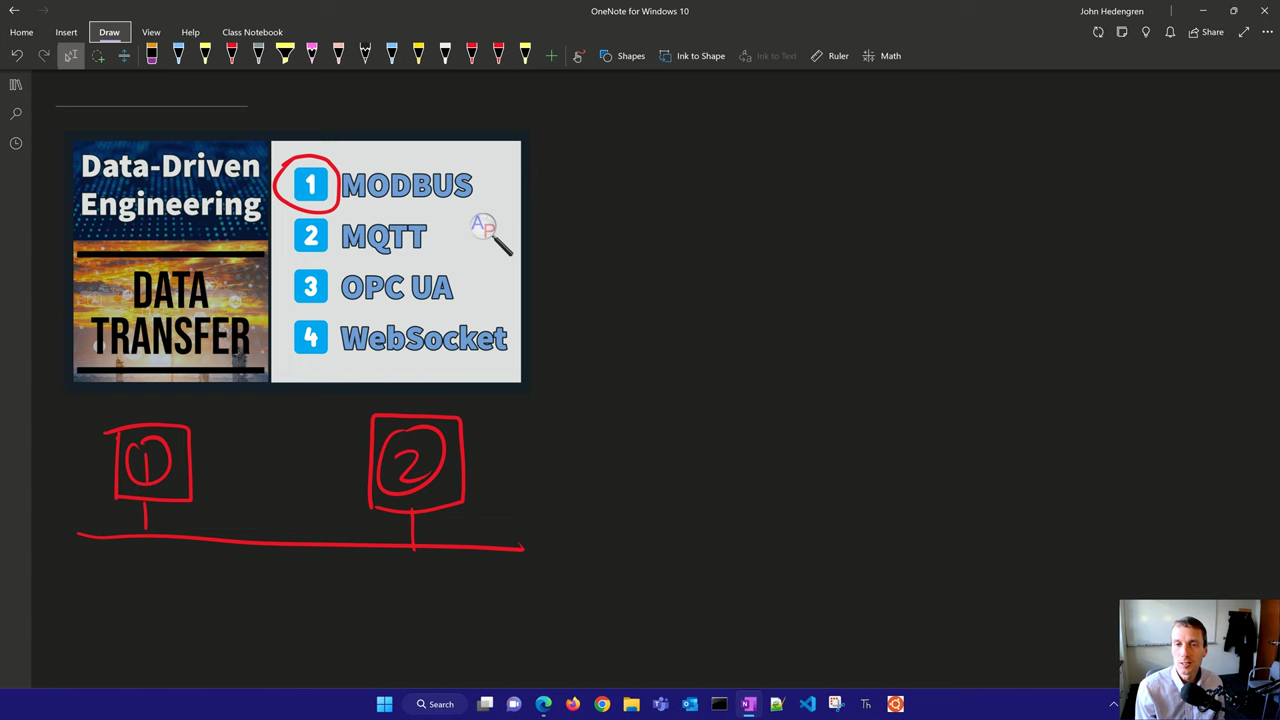 OneNote for Windows 10
John Hedengren
Home Insert Draw View Help Class Notebook
Share
Shapes Ink to Shape Ink to Text Ruler Math
Data-Driven
Engineering
DATA
TRANSFER
1 MODBUS
2 MQTT
3 OPC UA
4 WebSocket
AP
1 2
Search
Th